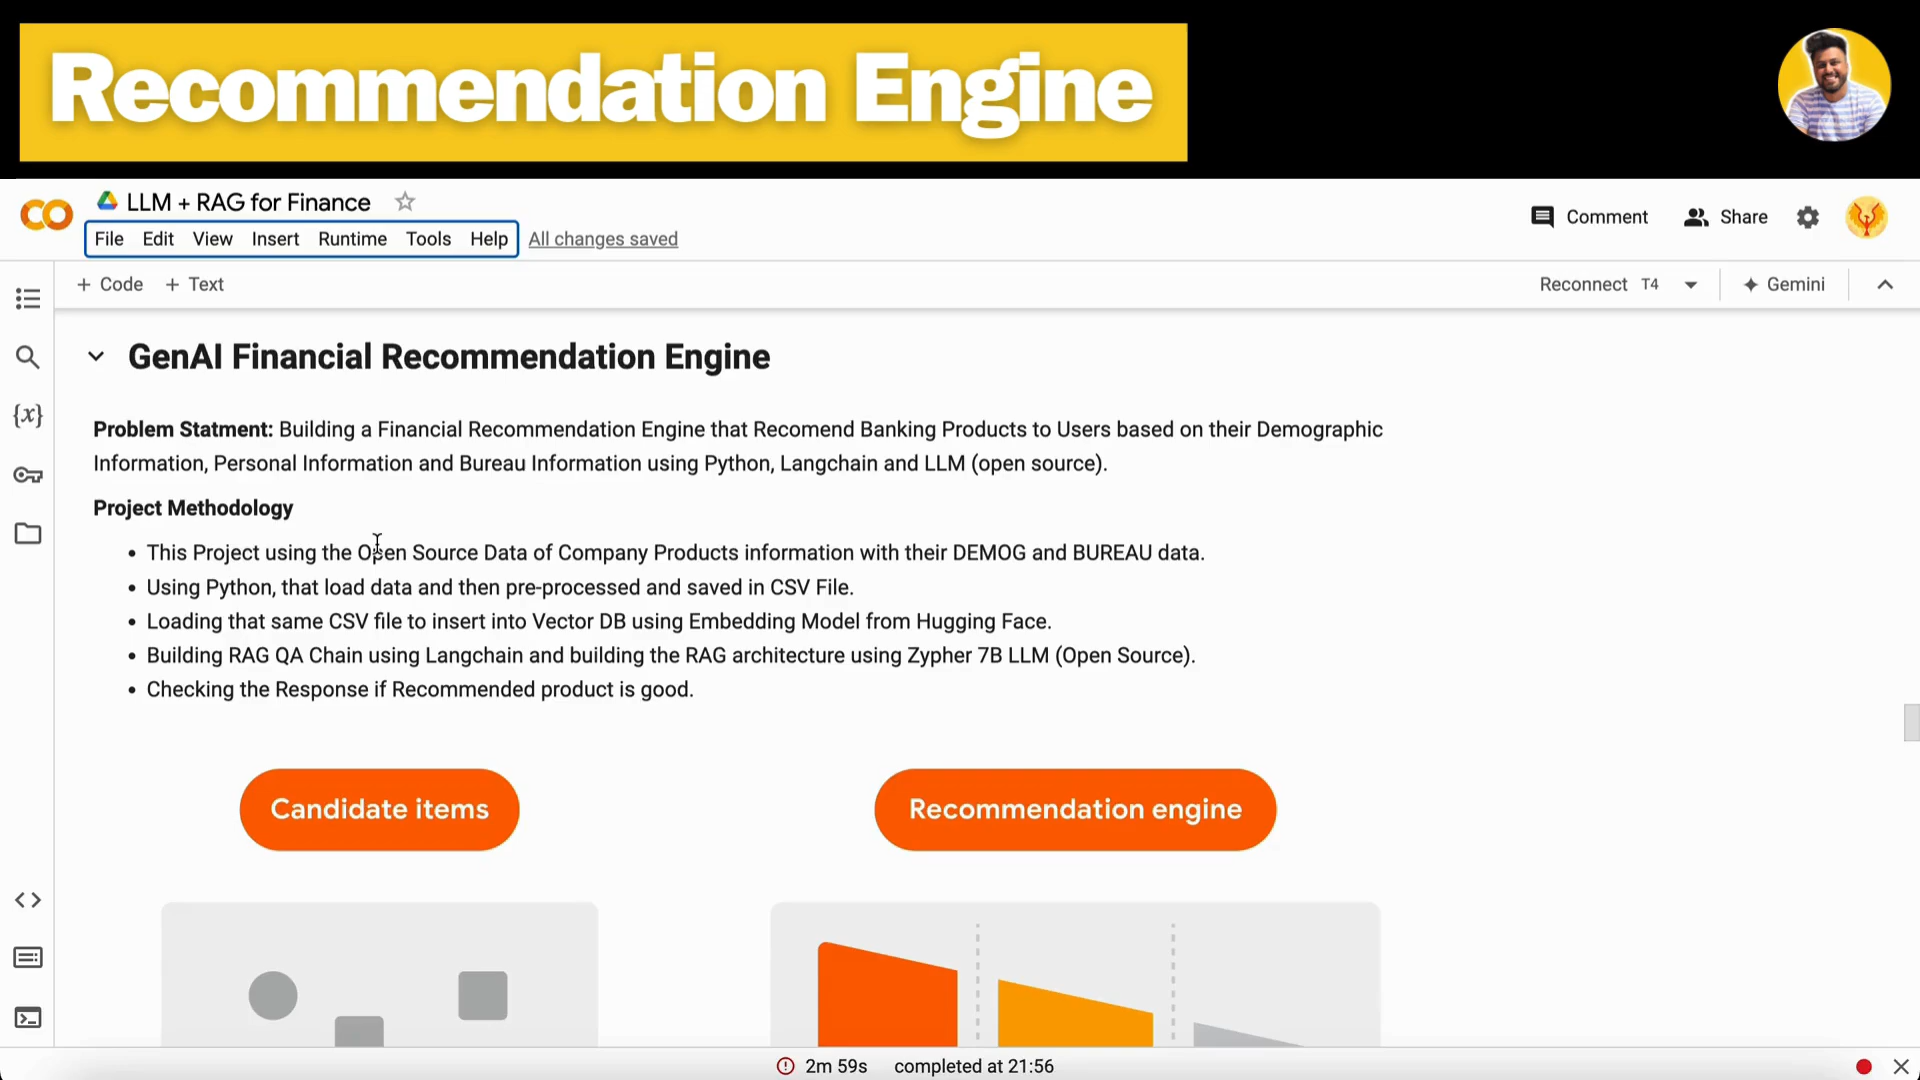 Recommendation Engine
LLM + RAG for Finance
File Edit View Insert Runtime Tools Help All changes saved
Comment Share
+ Code + Text
Reconnect T4 Gemini
GenAI Financial Recommendation Engine
Problem Statment: Building a Financial Recommendation Engine that Recomend Banking Products to Users based on their Demographic
Information, Personal Information and Bureau Information using Python, Langchain and LLM (open source).
Project Methodology
• This Project using the Open Source Data of Company Products information with their DEMOG and BUREAU data.
• Using Python, that load data and then pre-processed and saved in CSV File.
• Loading that same CSV file to insert into Vector DB using Embedding Model from Hugging Face.
• Building RAG QA Chain using Langchain and building the RAG architecture using Zypher 7B LLM (Open Source).
• Checking the Response if Recommended product is good.
Candidate items
Recommendation engine
2m 59s completed at 21:56